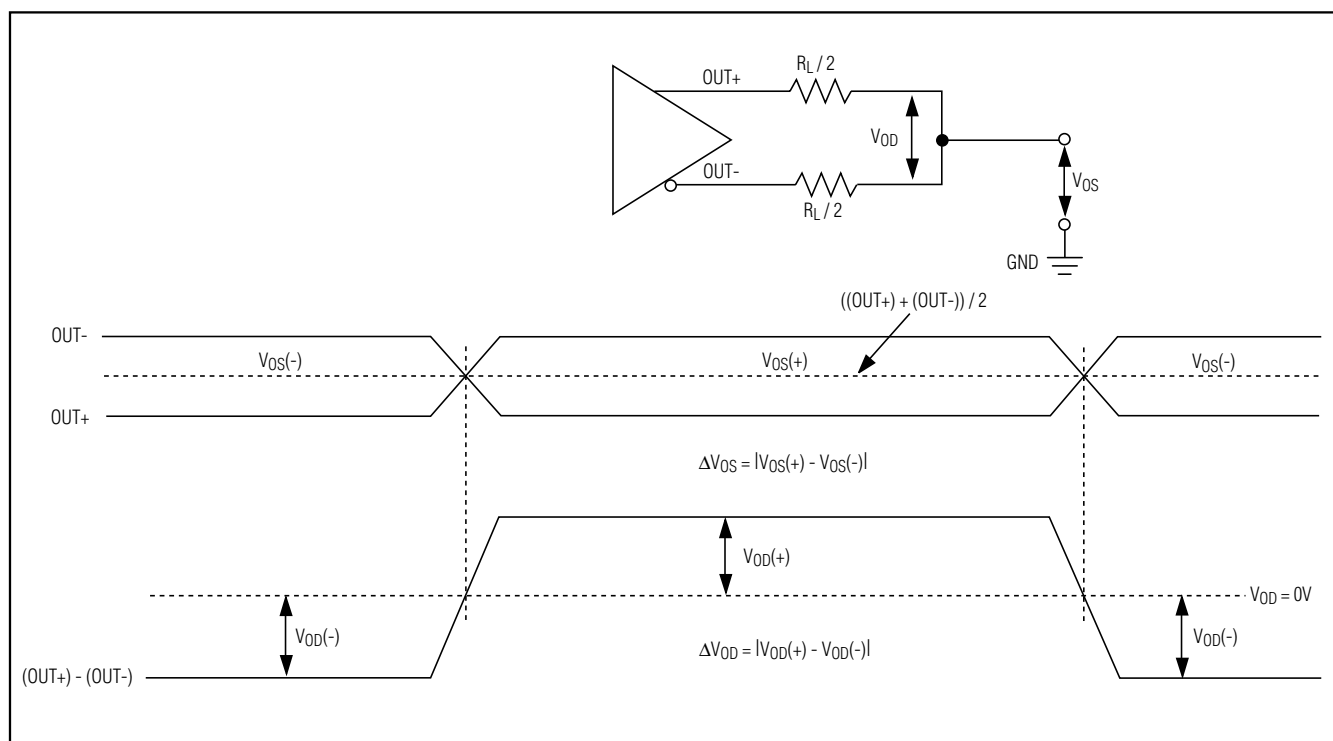 R_L / 2
OUT+
V_OD
OUT-
V_OS
R_L / 2
GND
((OUT+) + (OUT-)) / 2
OUT-
V_OS(-)
V_OS(+)
V_OS(-)
OUT+
ΔV_OS = |V_OS(+) - V_OS(-)|
V_OD(+)
V_OD = 0V
V_OD(-)
V_OD(-)
ΔV_OD = |V_OD(+) - V_OD(-)|
(OUT+) - (OUT-)